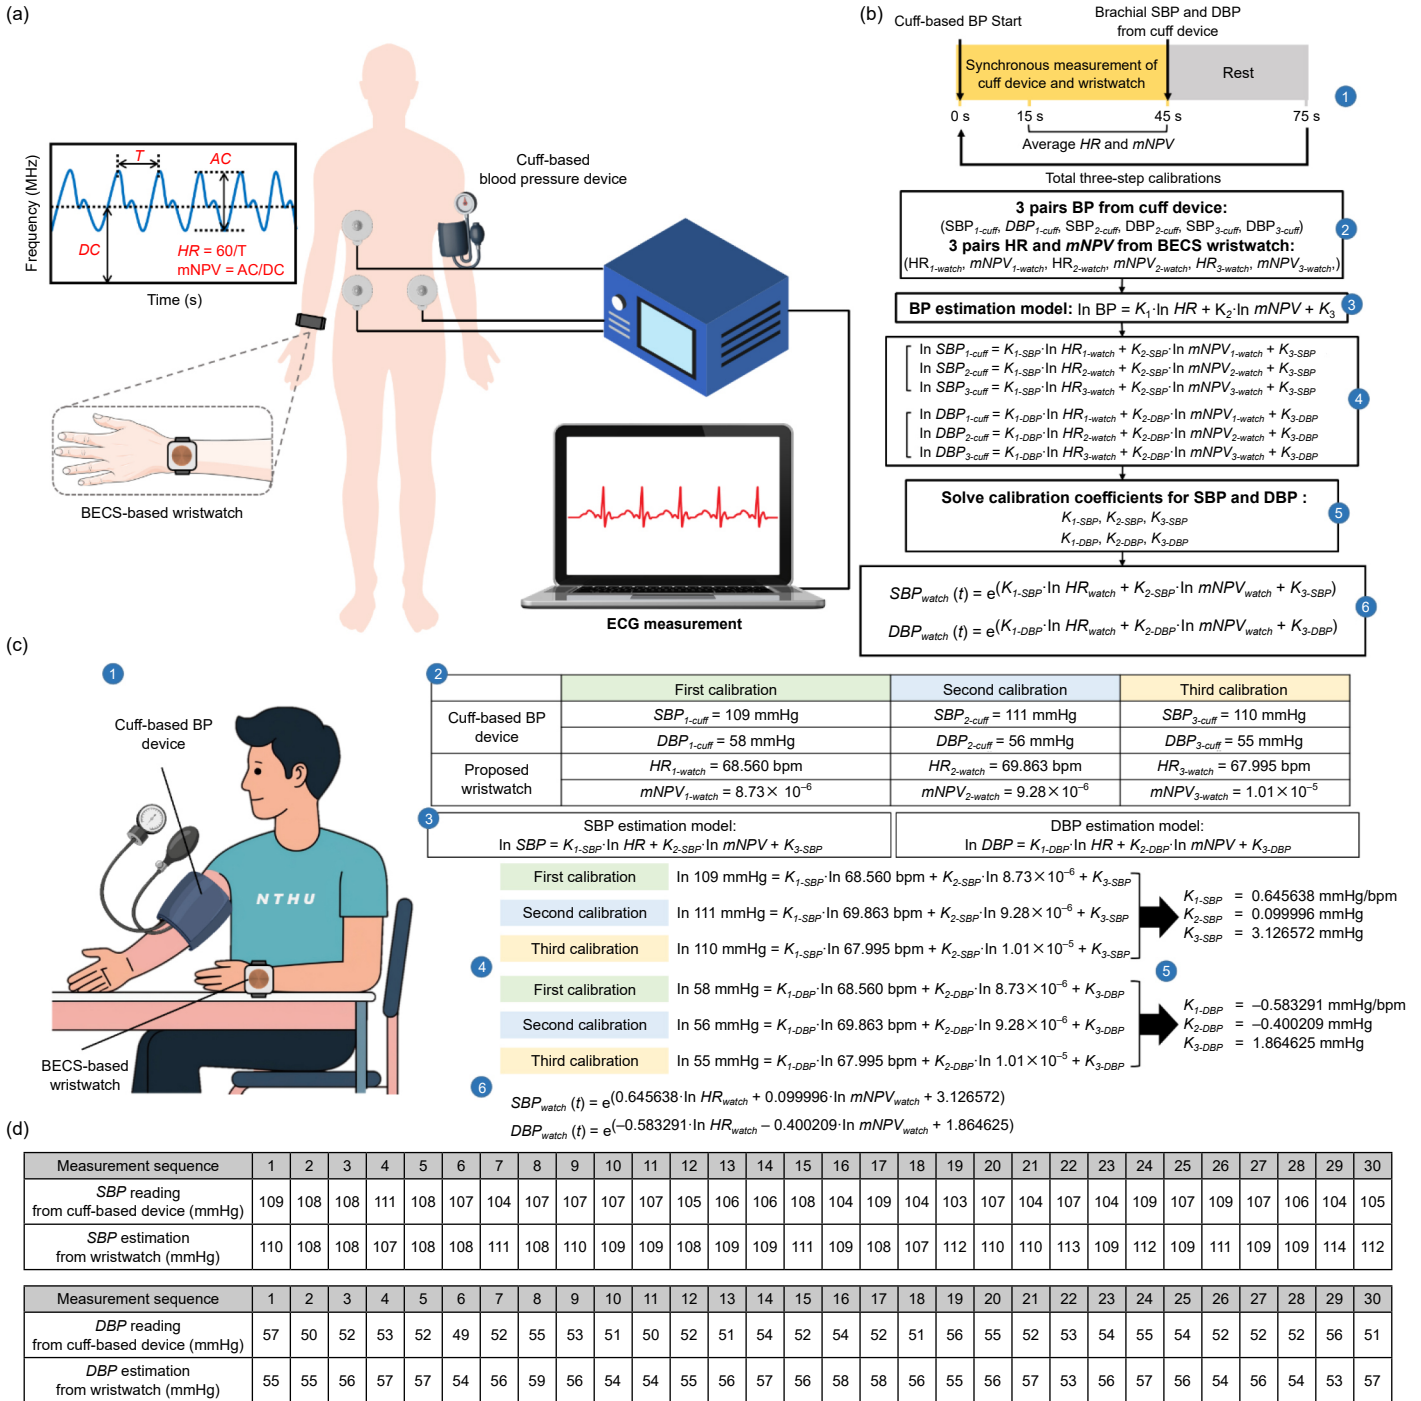 (a)
Frequency (MHz)
T
AC
DC
HR = 60/T
mNPV = AC/DC
Time (s)
Cuff-based
blood pressure device
BECS-based wristwatch
ECG measurement
(b)
Cuff-based BP Start
Brachial SBP and DBP
from cuff device
Synchronous measurement of
cuff device and wristwatch
Rest
1
0 s 15 s 45 s 75 s
Average HR and mNPV
Total three-step calibrations
3 pairs BP from cuff device:
(SBP1-cuff, DBP1-cuff, SBP2-cuff, DBP2-cuff, SBP3-cuff, DBP3-cuff)
3 pairs HR and mNPV from BECS wristwatch:
(HR1-watch, mNPV1-watch, HR2-watch, mNPV2-watch, HR3-watch, mNPV3-watch,)
2
BP estimation model: ln BP = K1·ln HR + K2·ln mNPV + K3
3
ln SBP1-cuff = K1-SBP·ln HR1-watch + K2-SBP·ln mNPV1-watch + K3-SBP
ln SBP2-cuff = K1-SBP·ln HR2-watch + K2-SBP·ln mNPV2-watch + K3-SBP
ln SBP3-cuff = K1-SBP·ln HR3-watch + K2-SBP·ln mNPV3-watch + K3-SBP
4
ln DBP1-cuff = K1-DBP·ln HR1-watch + K2-DBP·ln mNPV1-watch + K3-DBP
ln DBP2-cuff = K1-DBP·ln HR2-watch + K2-DBP·ln mNPV2-watch + K3-DBP
ln DBP3-cuff = K1-DBP·ln HR3-watch + K2-DBP·ln mNPV3-watch + K3-DBP
Solve calibration coefficients for SBP and DBP :
K1-SBP, K2-SBP, K3-SBP
K1-DBP, K2-DBP, K3-DBP
5
SBPwatch (t) = e(K1-SBP·ln HRwatch + K2-SBP·ln mNPVwatch + K3-SBP)
DBPwatch (t) = e(K1-DBP·ln HRwatch + K2-DBP·ln mNPVwatch + K3-DBP)
6
(c)
1
Cuff-based BP
device
NTHU
BECS-based
wristwatch
2
First calibration Second calibration Third calibration
Cuff-based BP
device
SBP1-cuff = 109 mmHg SBP2-cuff = 111 mmHg SBP3-cuff = 110 mmHg
DBP1-cuff = 58 mmHg DBP2-cuff = 56 mmHg DBP3-cuff = 55 mmHg
Proposed
wristwatch
HR1-watch = 68.560 bpm HR2-watch = 69.863 bpm HR3-watch = 67.995 bpm
mNPV1-watch = 8.73× 10–6 mNPV2-watch = 9.28×10–6 mNPV3-watch = 1.01×10–5
3
SBP estimation model:
ln SBP = K1-SBP·ln HR + K2-SBP·ln mNPV + K3-SBP
DBP estimation model:
ln DBP = K1-DBP·ln HR + K2-DBP·ln mNPV + K3-DBP
First calibration ln 109 mmHg = K1-SBP·ln 68.560 bpm + K2-SBP·ln 8.73×10–6 + K3-SBP
Second calibration ln 111 mmHg = K1-SBP·ln 69.863 bpm + K2-SBP·ln 9.28×10–6 + K3-SBP
Third calibration ln 110 mmHg = K1-SBP·ln 67.995 bpm + K2-SBP·ln 1.01×10–5 + K3-SBP
K1-SBP = 0.645638 mmHg/bpm
K2-SBP = 0.099996 mmHg
K3-SBP = 3.126572 mmHg
4
5
First calibration ln 58 mmHg = K1-DBP·ln 68.560 bpm + K2-DBP·ln 8.73×10–6 + K3-DBP
Second calibration ln 56 mmHg = K1-DBP·ln 69.863 bpm + K2-DBP·ln 9.28×10–6 + K3-DBP
Third calibration ln 55 mmHg = K1-DBP·ln 67.995 bpm + K2-DBP·ln 1.01×10–5 + K3-DBP
K1-DBP = –0.583291 mmHg/bpm
K2-DBP = –0.400209 mmHg
K3-DBP = 1.864625 mmHg
6
SBPwatch (t) = e(0.645638·ln HRwatch + 0.099996·ln mNPVwatch + 3.126572)
DBPwatch (t) = e(–0.583291·ln HRwatch – 0.400209·ln mNPVwatch + 1.864625)
(d)
Measurement sequence 1 2 3 4 5 6 7 8 9 10 11 12 13 14 15 16 17 18 19 20 21 22 23 24 25 26 27 28 29 30
SBP reading
from cuff-based device (mmHg)
109 108 108 111 108 107 104 107 107 107 107 105 106 106 108 104 109 104 103 107 104 107 104 109 107 109 107 106 104 105
SBP estimation
from wristwatch (mmHg)
110 108 108 107 108 108 111 108 110 109 109 108 109 109 111 109 108 107 112 110 110 113 109 112 109 111 109 109 114 112
Measurement sequence 1 2 3 4 5 6 7 8 9 10 11 12 13 14 15 16 17 18 19 20 21 22 23 24 25 26 27 28 29 30
DBP reading
from cuff-based device (mmHg)
57 50 52 53 52 49 52 55 53 51 50 52 51 54 52 54 52 51 56 55 52 53 54 55 54 52 52 52 56 51
DBP estimation
from wristwatch (mmHg)
55 55 56 57 57 54 56 59 56 54 54 55 56 57 56 58 58 56 55 56 57 53 56 57 56 54 56 54 53 57